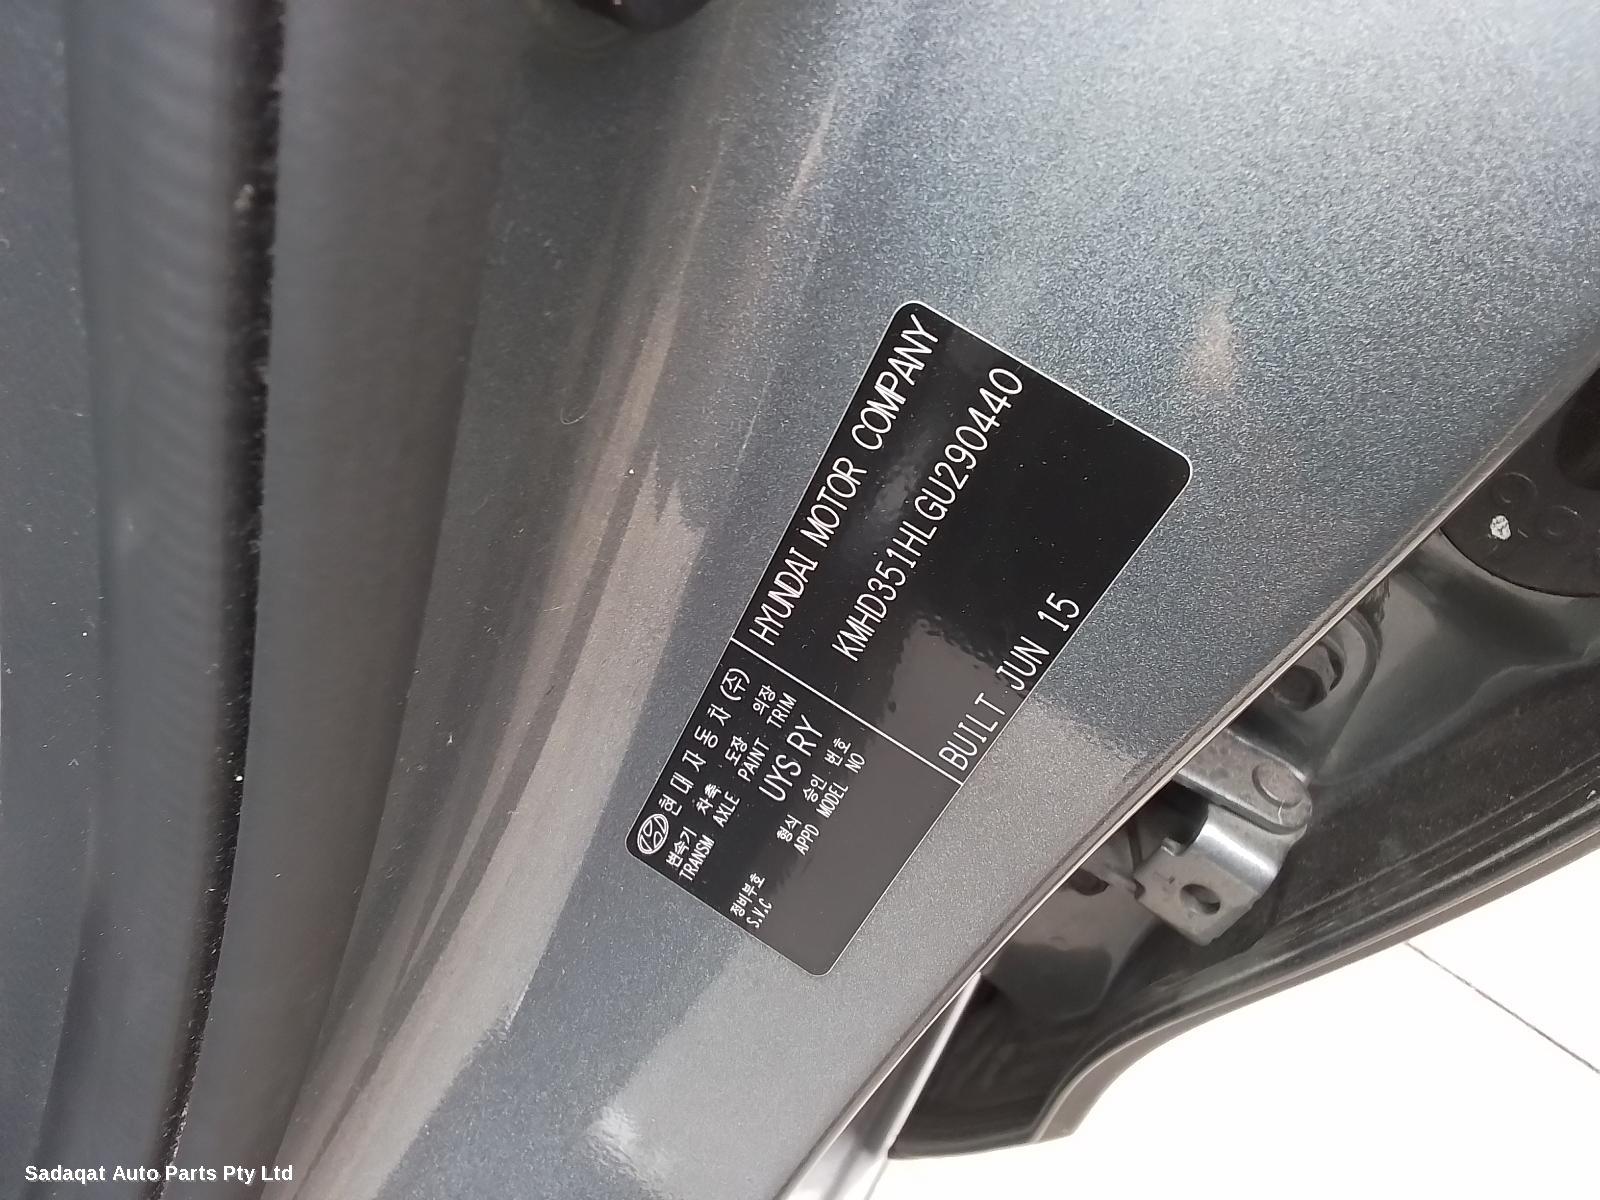 현대자동차(주)
HYUNDAI MOTOR COMPANY
변속기 차축 도장 의장
TRANSM AXLE PAINT TRIM
UYS RY
KMHD351HLGU290440
정비부호 형식 승인 번호
S.V.C APPD MODEL NO
BUILT JUN 15
Sadaqat Auto Parts Pty Ltd